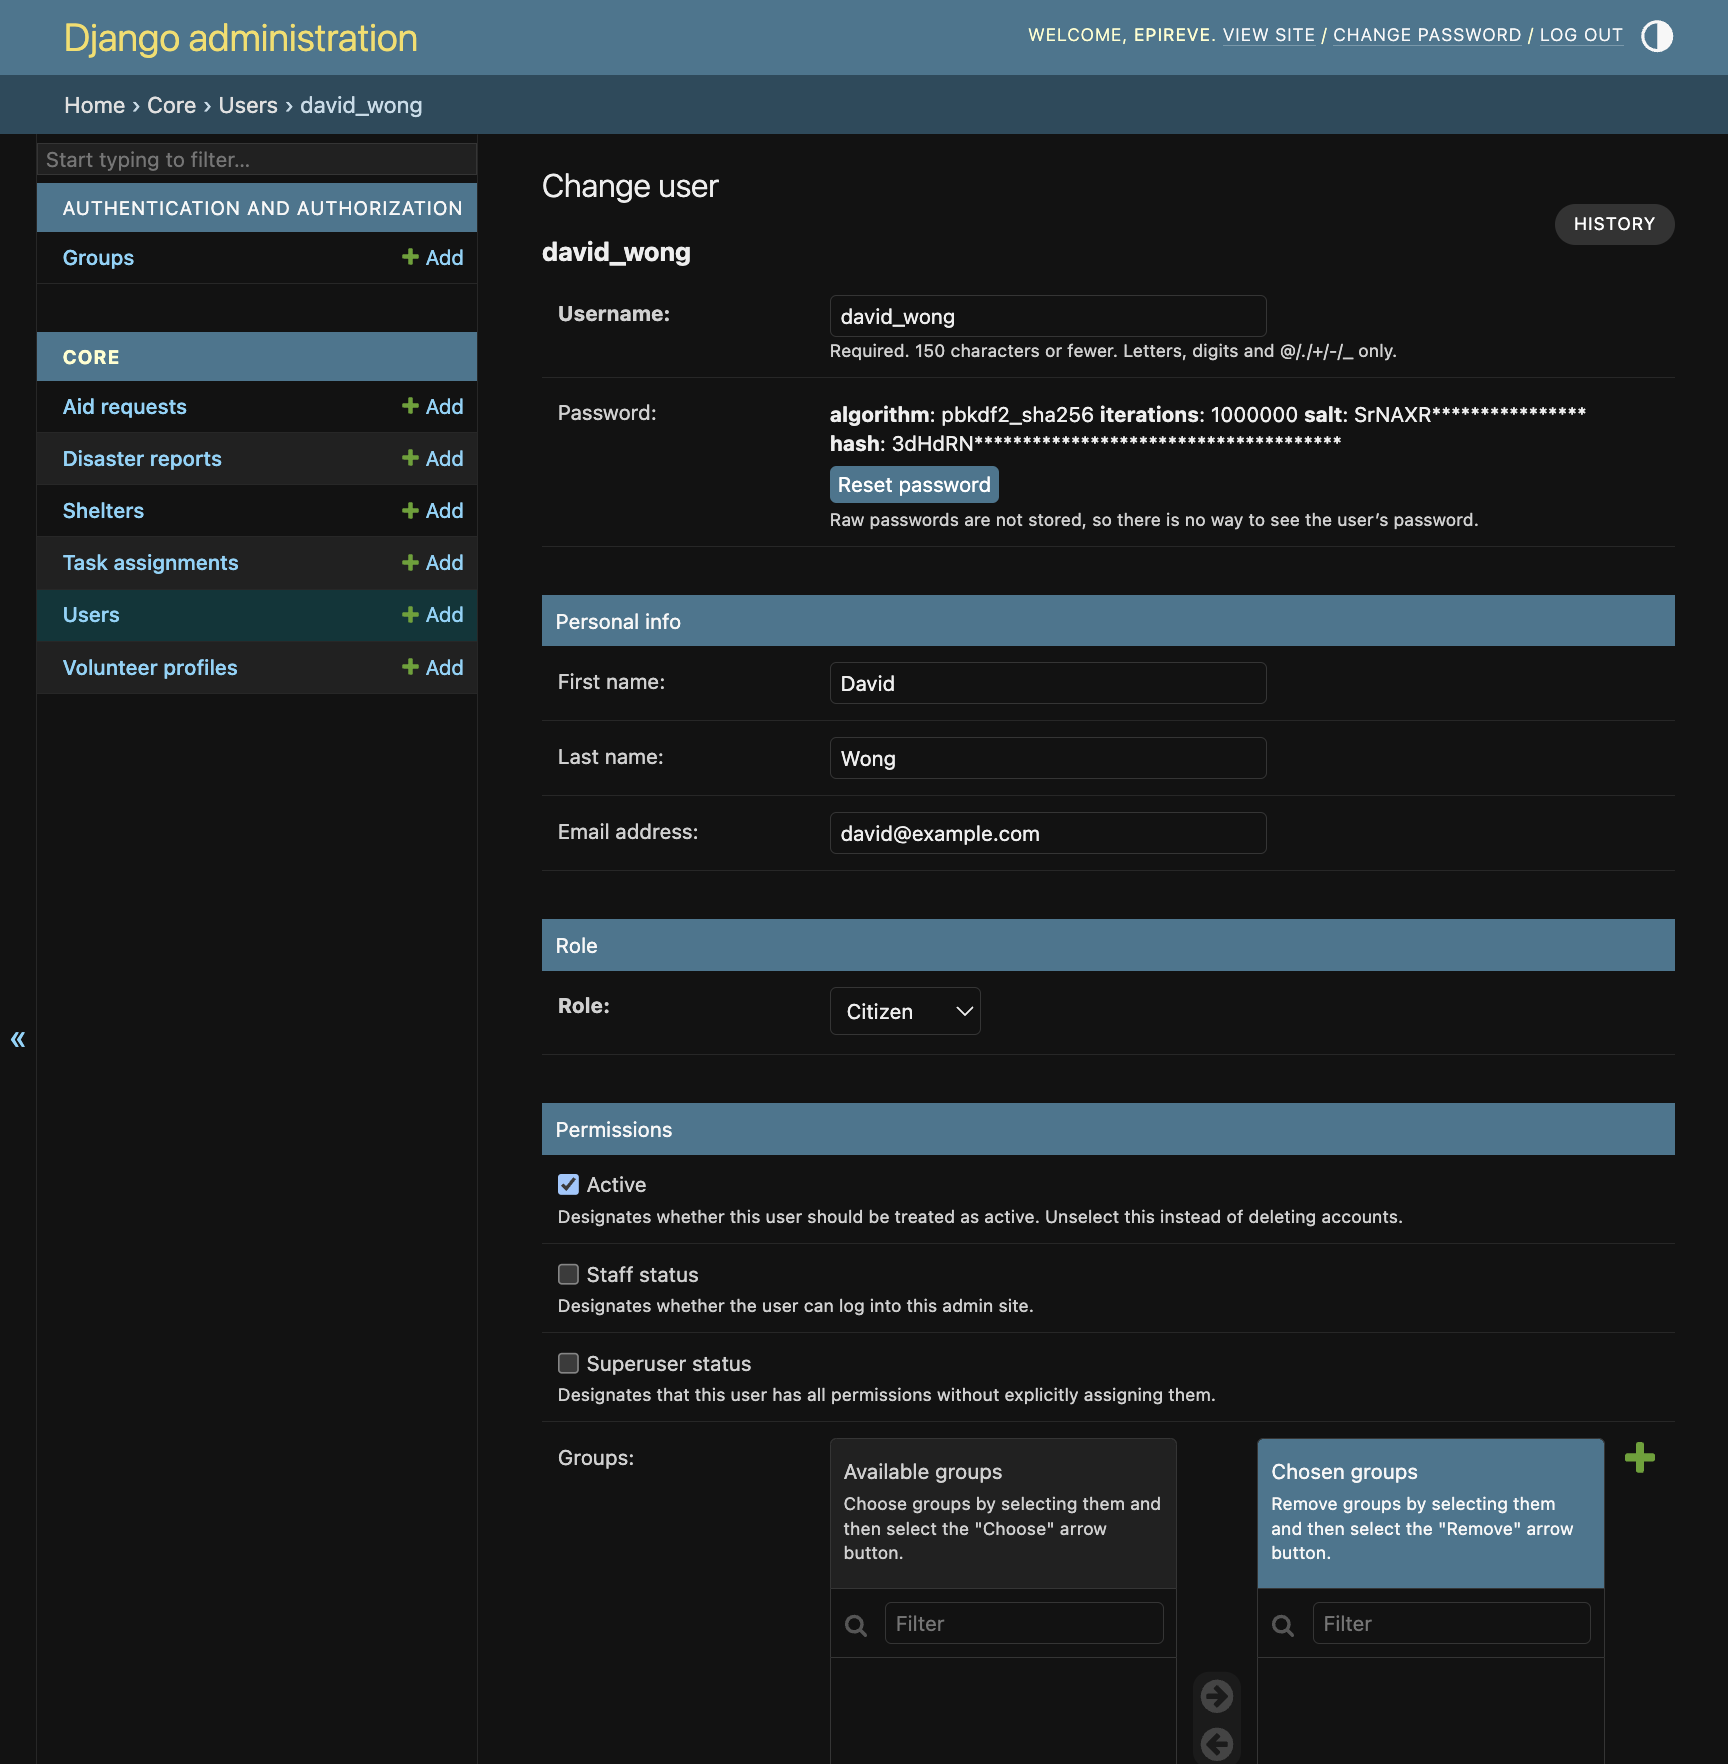 Django administration
WELCOME, EPIREVE. VIEW SITE / CHANGE PASSWORD / LOG OUT
Home › Core › Users › david_wong
Start typing to filter...
AUTHENTICATION AND AUTHORIZATION
Groups Add
CORE
Aid requests Add
Disaster reports Add
Shelters Add
Task assignments Add
Users Add
Volunteer profiles Add
«
Change user
HISTORY
david_wong
Username: david_wong
Required. 150 characters or fewer. Letters, digits and @/./+/-/_ only.
Password: algorithm: pbkdf2_sha256 iterations: 1000000 salt: SrNAXR****************
hash: 3dHdRN**************************************
Reset password
Raw passwords are not stored, so there is no way to see the user’s password.
Personal info
First name: David
Last name: Wong
Email address: david@example.com
Role
Role: Citizen
Permissions
Active
Designates whether this user should be treated as active. Unselect this instead of deleting accounts.
Staff status
Designates whether the user can log into this admin site.
Superuser status
Designates that this user has all permissions without explicitly assigning them.
Groups:
Available groups
Choose groups by selecting them and
then select the "Choose" arrow
button.
Filter
Chosen groups
Remove groups by selecting them
and then select the "Remove" arrow
button.
Filter